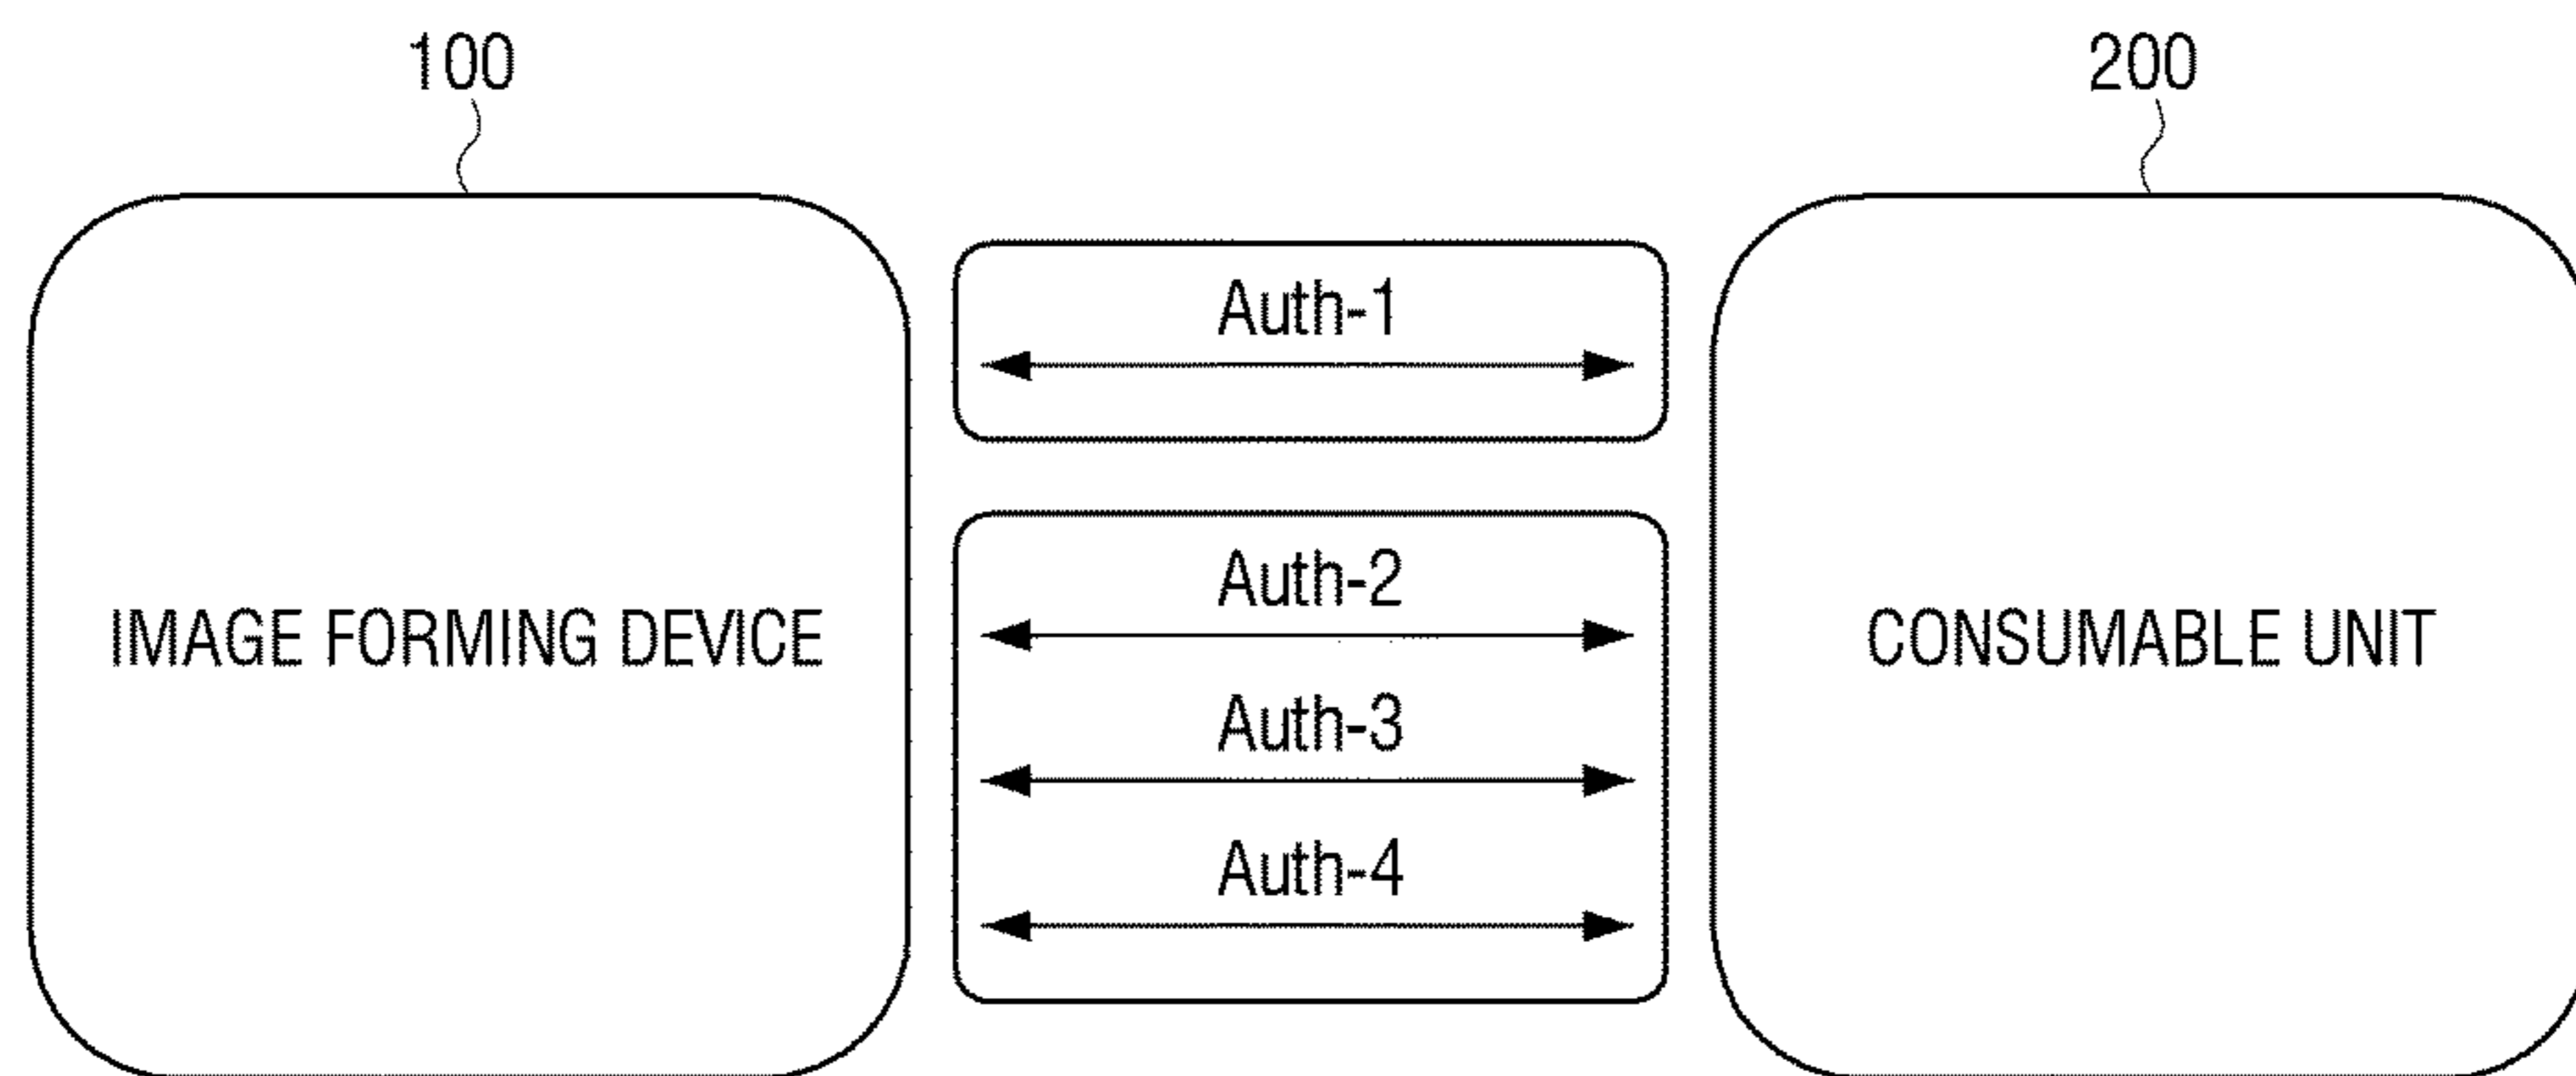 100
200
Auth-1
Auth-2
IMAGE FORMING DEVICE
CONSUMABLE UNIT
Auth-3
Auth-4